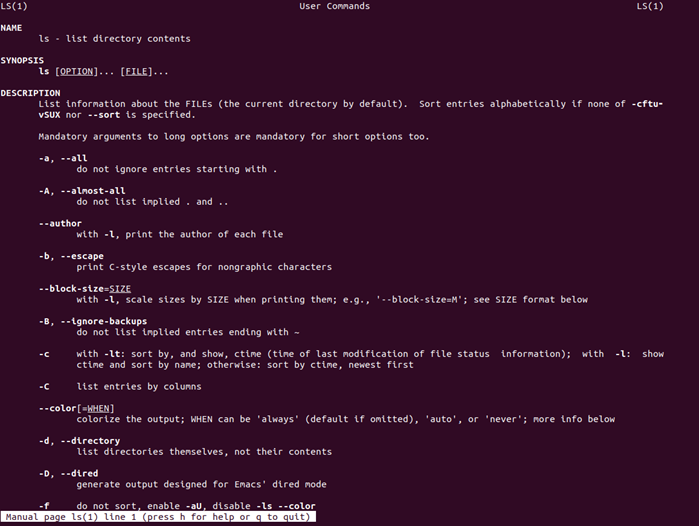 LS(1) User Commands LS(1)
NAME
ls - list directory contents
SYNOPSIS
ls [OPTION]... [FILE]...
DESCRIPTION
List information about the FILEs (the current directory by default). Sort entries alphabetically if none of -cftu-
vSUX nor --sort is specified.
Mandatory arguments to long options are mandatory for short options too.
-a, --all
do not ignore entries starting with .
-A, --almost-all
do not list implied . and ..
--author
with -l, print the author of each file
-b, --escape
print C-style escapes for nongraphic characters
--block-size=SIZE
with -l, scale sizes by SIZE when printing them; e.g., '--block-size=M'; see SIZE format below
-B, --ignore-backups
do not list implied entries ending with ~
-c with -lt: sort by, and show, ctime (time of last modification of file status information); with -l: show
ctime and sort by name; otherwise: sort by ctime, newest first
-C list entries by columns
--color[=WHEN]
colorize the output; WHEN can be 'always' (default if omitted), 'auto', or 'never'; more info below
-d, --directory
list directories themselves, not their contents
-D, --dired
generate output designed for Emacs' dired mode
-f do not sort, enable -aU, disable -ls --color
Manual page ls(1) line 1 (press h for help or q to quit)